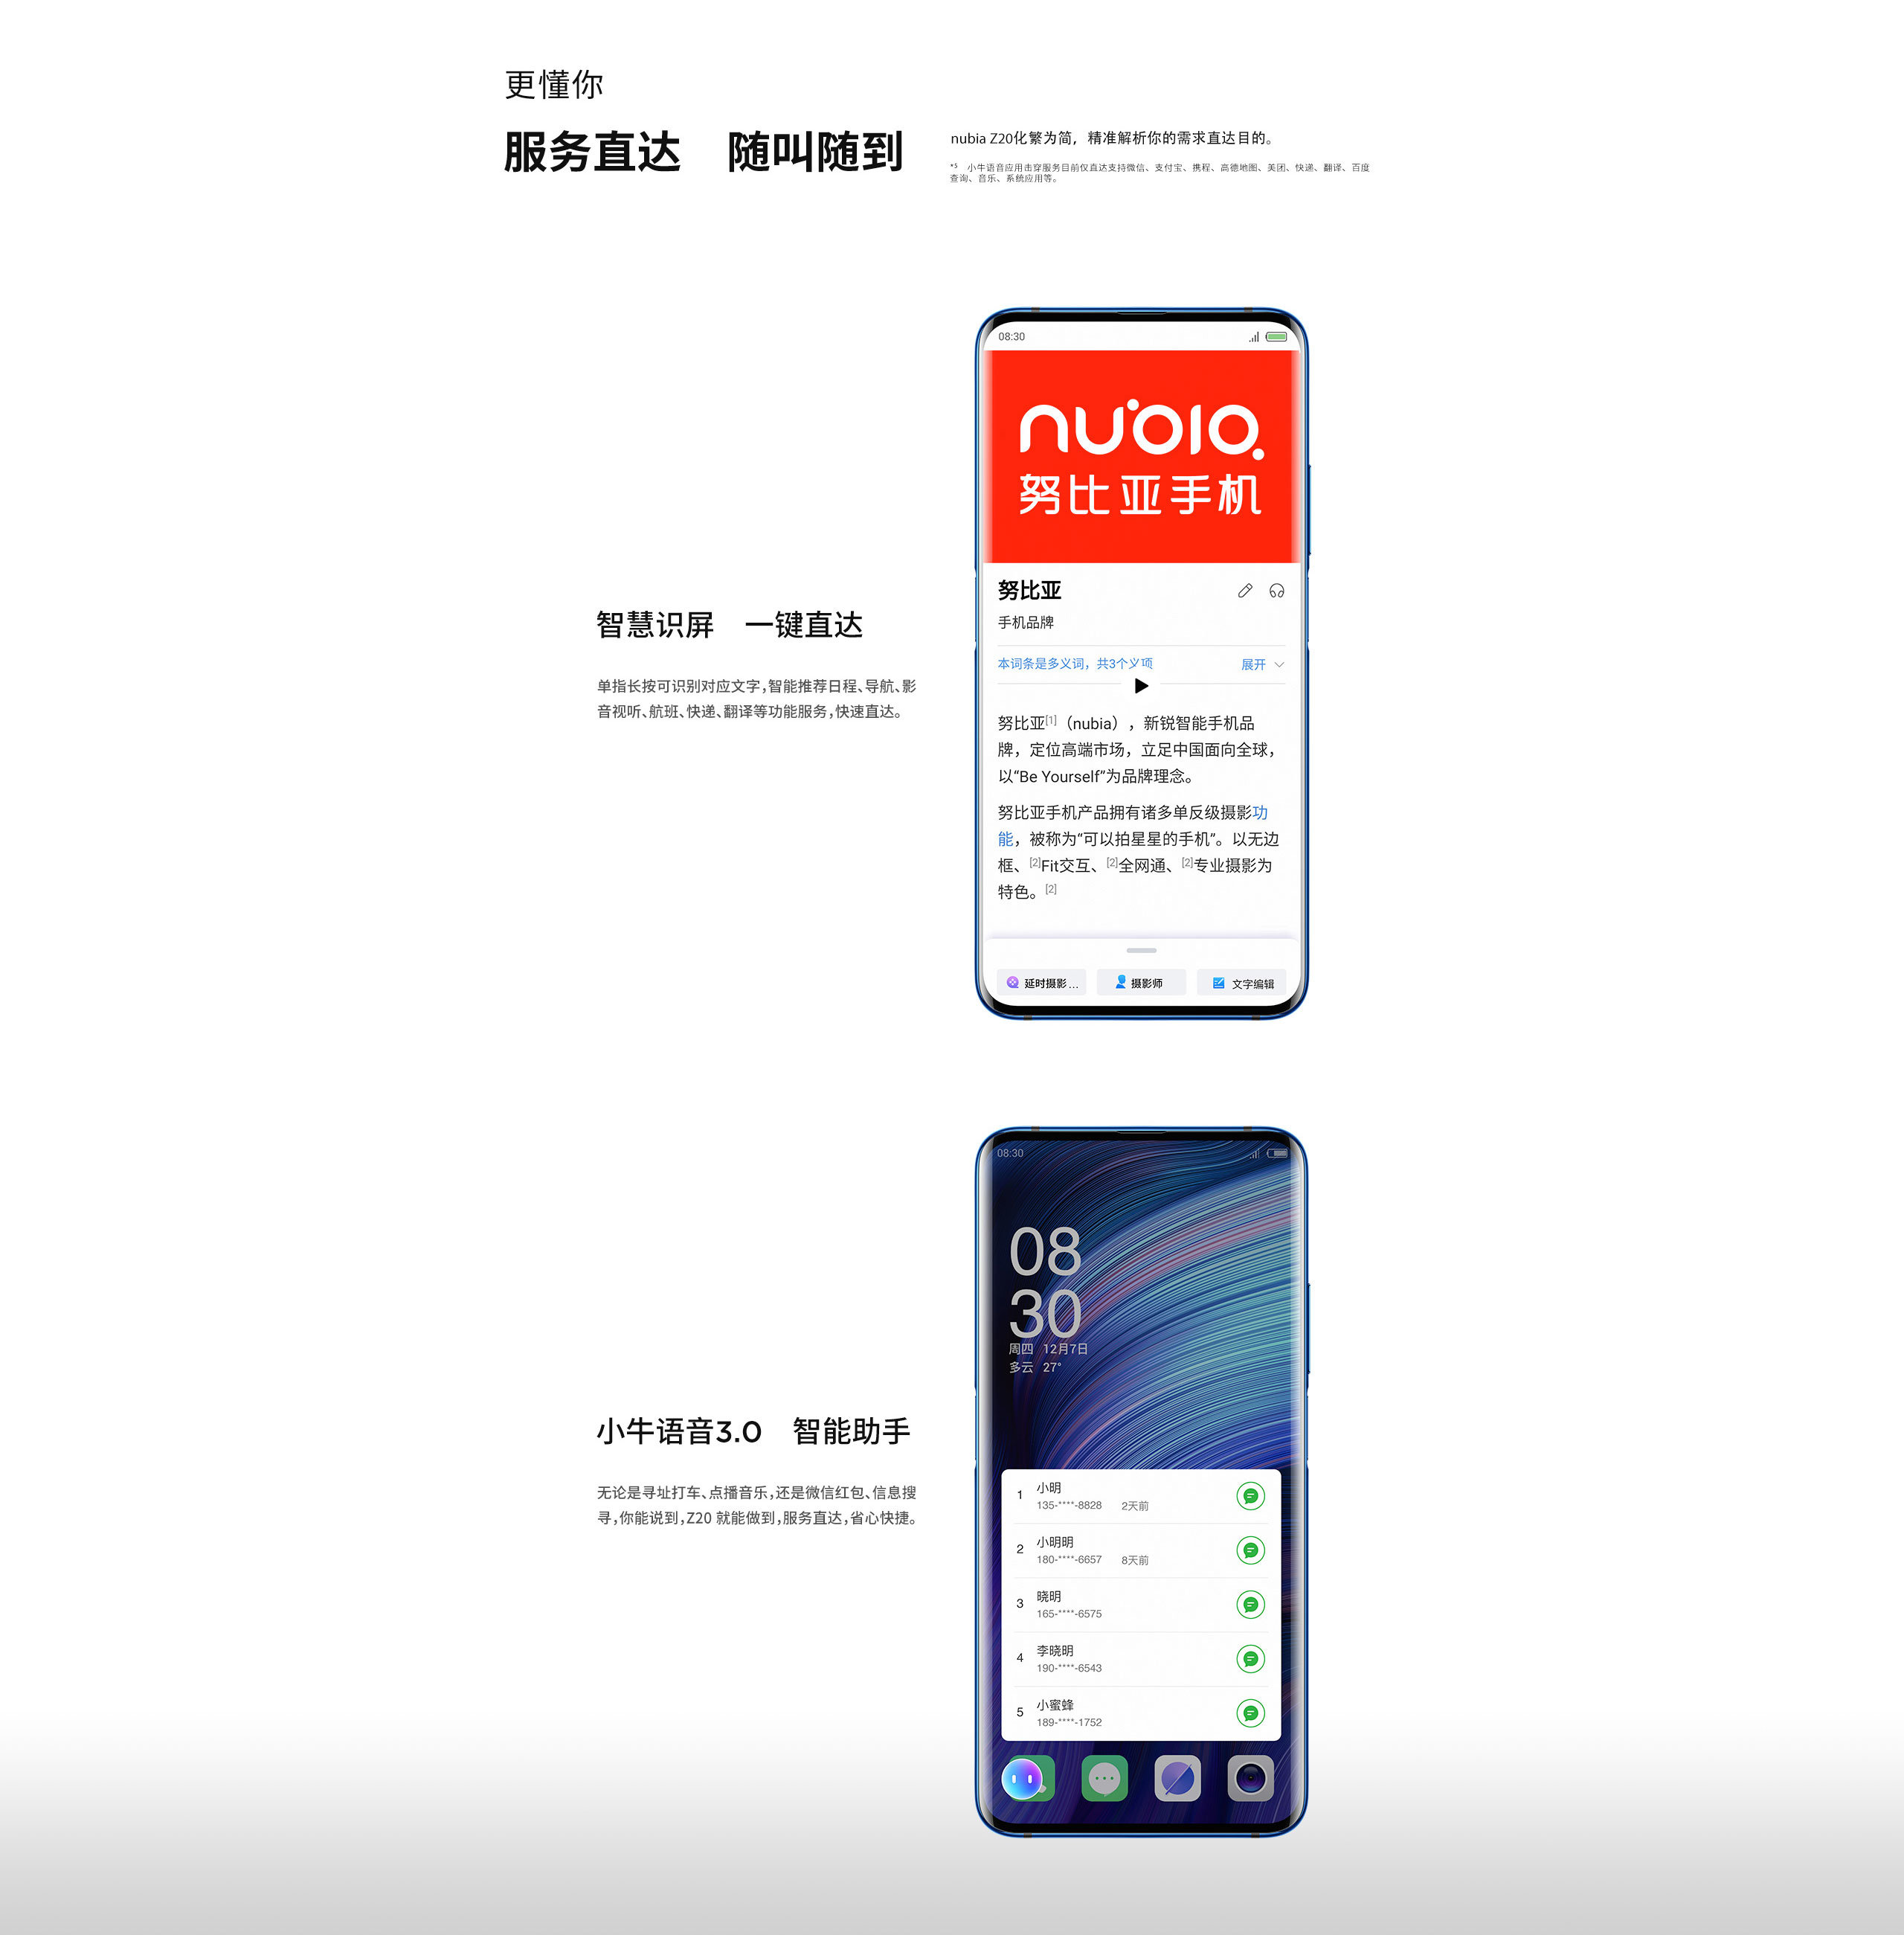 更懂你
服务直达 随叫随到
nubia Z20化繁为简，精准解析你的需求直达目的。
*⁵ 小牛语音应用击穿服务目前仅直达支持微信、支付宝、携程、高德地图、美团、快递、翻译、百度
查询、音乐、系统应用等。
智慧识屏 一键直达
单指长按可识别对应文字，智能推荐日程、导航、影
音视听、航班、快递、翻译等功能服务，快速直达。
08:30
nubia
努比亚手机
努比亚
手机品牌
本词条是多义词，共3个义项 展开
努比亚[1]（nubia），新锐智能手机品
牌，定位高端市场，立足中国面向全球，
以“Be Yourself”为品牌理念。
努比亚手机产品拥有诸多单反级摄影功
能，被称为“可以拍星星的手机”。以无边
框、[2]Fit交互、[2]全网通、[2]专业摄影为
特色。[2]
延时摄影... 摄影师 文字编辑
小牛语音3.0 智能助手
无论是寻址打车、点播音乐，还是微信红包、信息搜
寻，你能说到，Z20 就能做到，服务直达，省心快捷。
08:30
08
30
周四 12月7日
多云 27°
1 小明
135-****-8828 2天前
2 小明明
180-****-6657 8天前
3 晓明
165-****-6575
4 李晓明
190-****-6543
5 小蜜蜂
189-****-1752